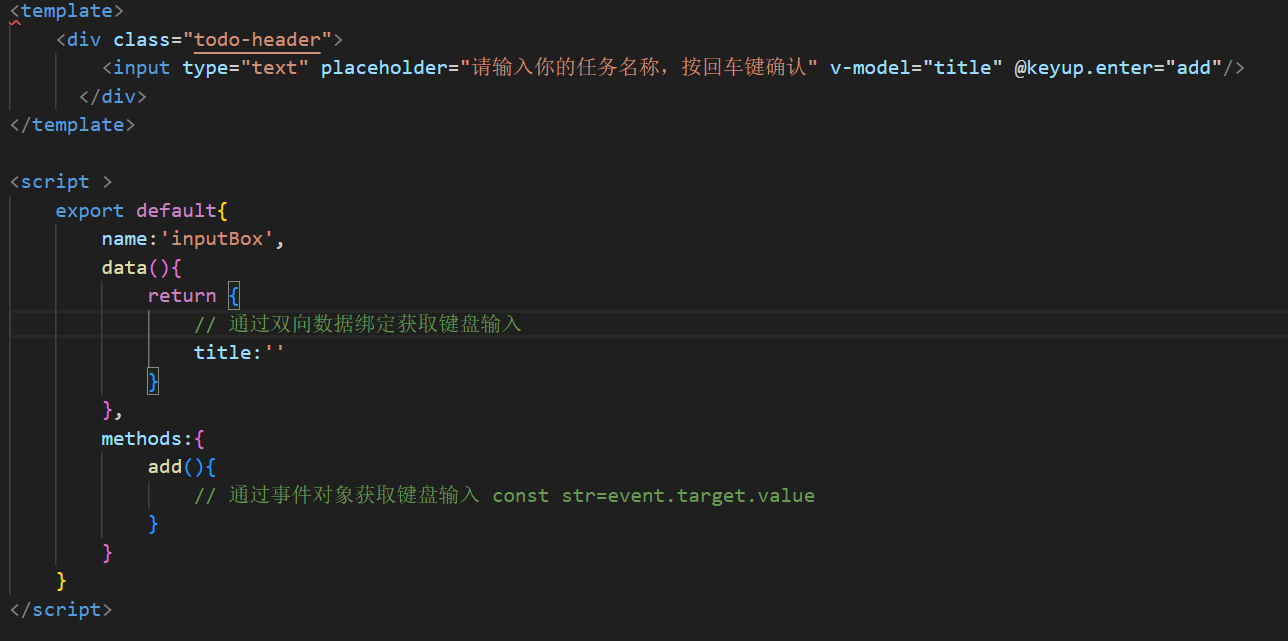 <template>
    <div class="todo-header">
        <input type="text" placeholder="请输入你的任务名称，按回车键确认" v-model="title" @keyup.enter="add"/>
      </div>
</template>

<script >
    export default{
        name:'inputBox',
        data(){
            return {
                // 通过双向数据绑定获取键盘输入
                title:''
            }
        },
        methods:{
            add(){
                // 通过事件对象获取键盘输入 const str=event.target.value
            }
        }
    }
</script>